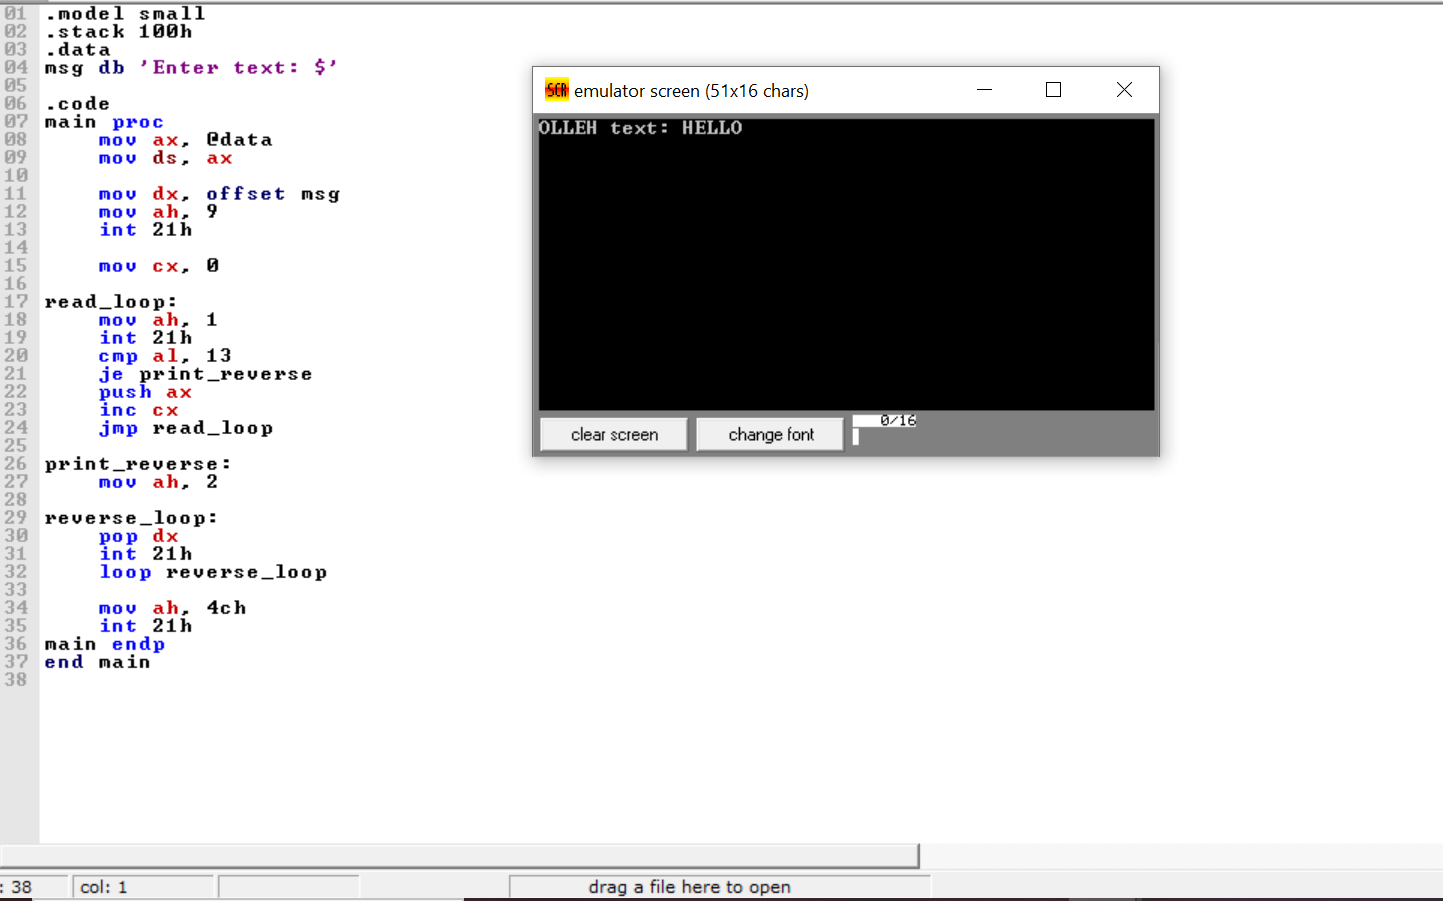 01 .model small
02 .stack 100h
03 .data
04 msg db 'Enter text: $'
05
06 .code
07 main proc
08 mov ax, @data
09 mov ds, ax
10
11 mov dx, offset msg
12 mov ah, 9
13 int 21h
14
15 mov cx, 0
16
17 read_loop:
18 mov ah, 1
19 int 21h
20 cmp al, 13
21 je print_reverse
22 push ax
23 inc cx
24 jmp read_loop
25
26 print_reverse:
27 mov ah, 2
28
29 reverse_loop:
30 pop dx
31 int 21h
32 loop reverse_loop
33
34 mov ah, 4ch
35 int 21h
36 main endp
37 end main
38
SCR emulator screen (51x16 chars)
OLLEH text: HELLO
clear screen change font 0/16
: 38 col: 1 drag a file here to open